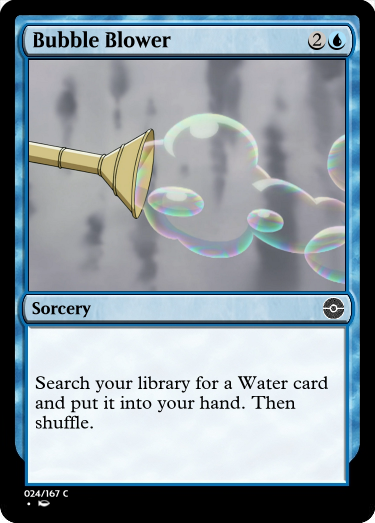 Bubble Blower 2
Sorcery
Search your library for a Water card
and put it into your hand. Then
shuffle.
024/167 C